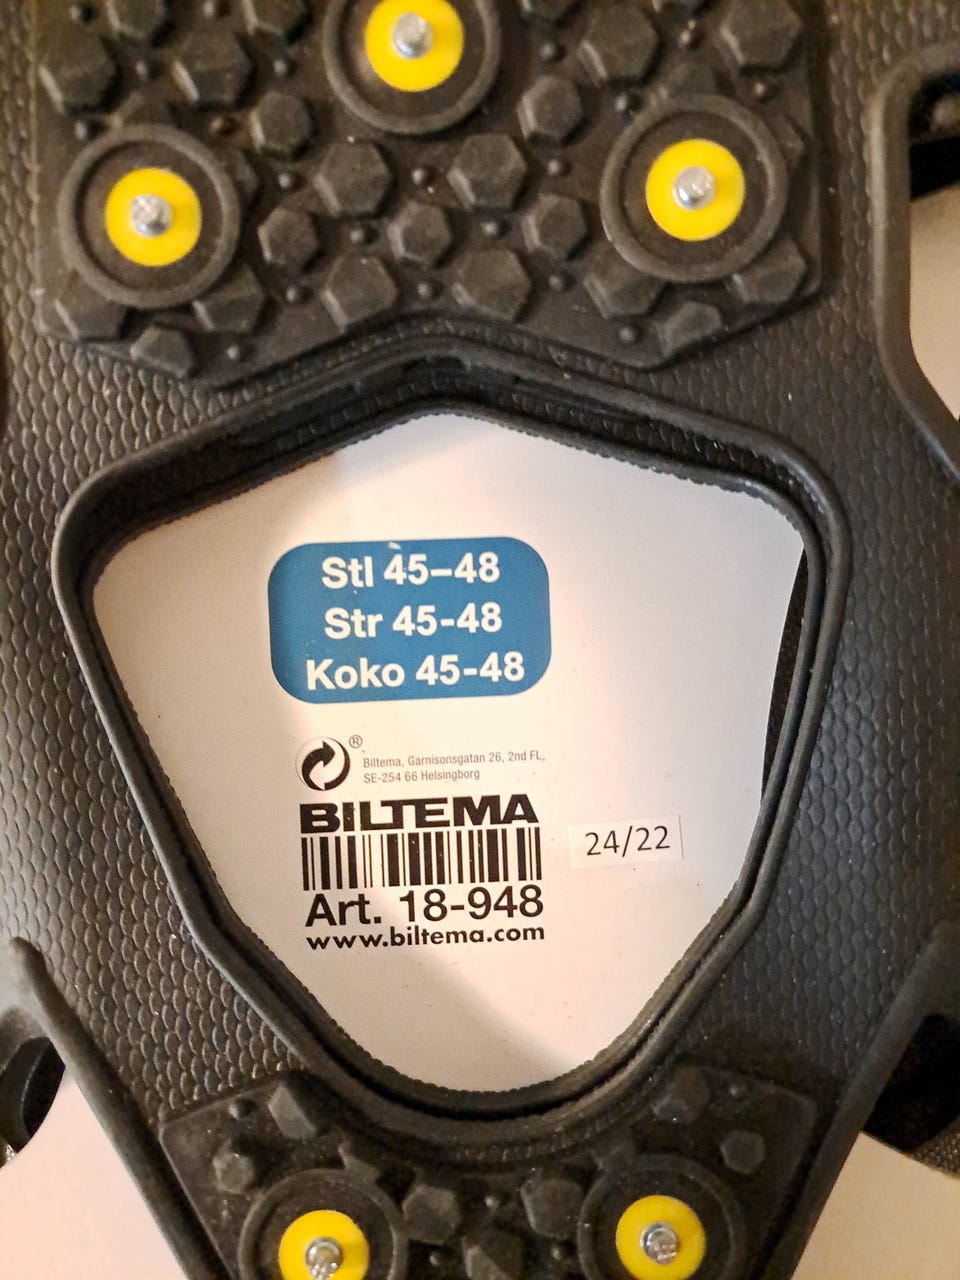 Stl 45–48
Str 45-48
Koko 45-48
®
Biltema, Garnisonsgatan 26, 2nd FL,
SE-254 66 Helsingborg
BILTEMA
24/22
Art. 18-948
www.biltema.com